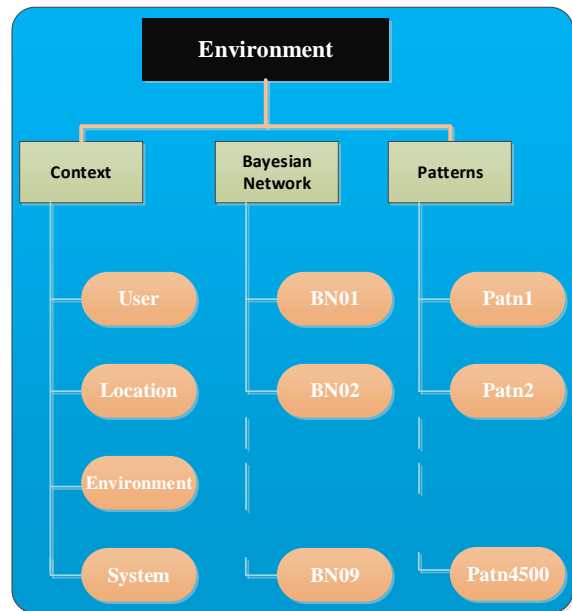 Environment
Context
Bayesian
Network
Patterns
User
BN01
Patn1
Location
BN02
Patn2
Environment
System
BN09
Patn4500